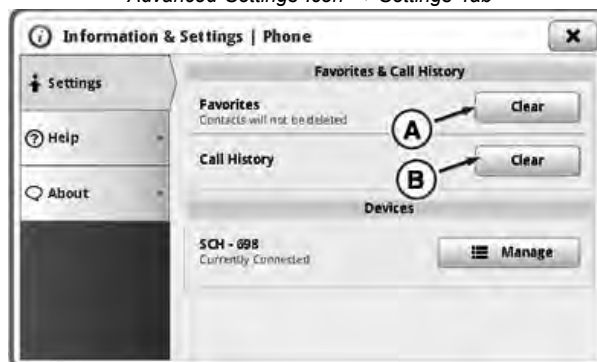 Advanced Settings Icon → Settings Tab
Information & Settings | Phone
Settings
Favorites & Call History
Favorites
Clear
Contacts will not be deleted
A
Help
Call History
Clear
B
About
Devices
SCH - 698
Currently Connected
Manage